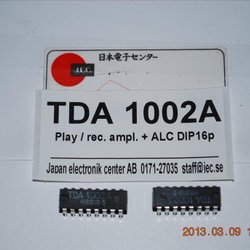 日本電子センター
J.E.C.
TDA 1002A
Play / rec. ampl. + ALC DIP16p
Japan electronik center AB 0171-27035 staff@iec.se
TDA 1002A
2013.03.09